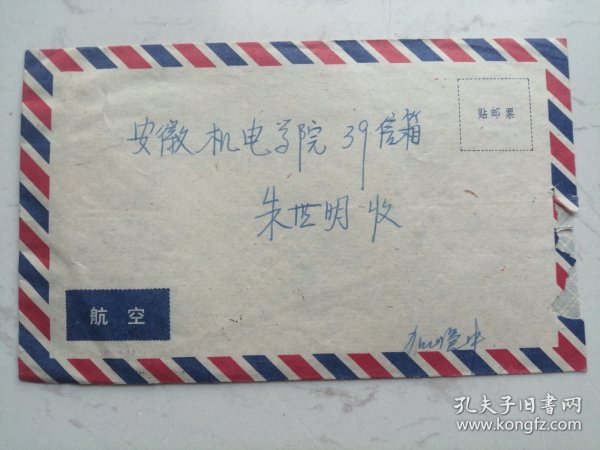 贴邮票
安徽机电学院39信箱
朱世明收
航空
孔夫子旧书网
www.kongfz.com